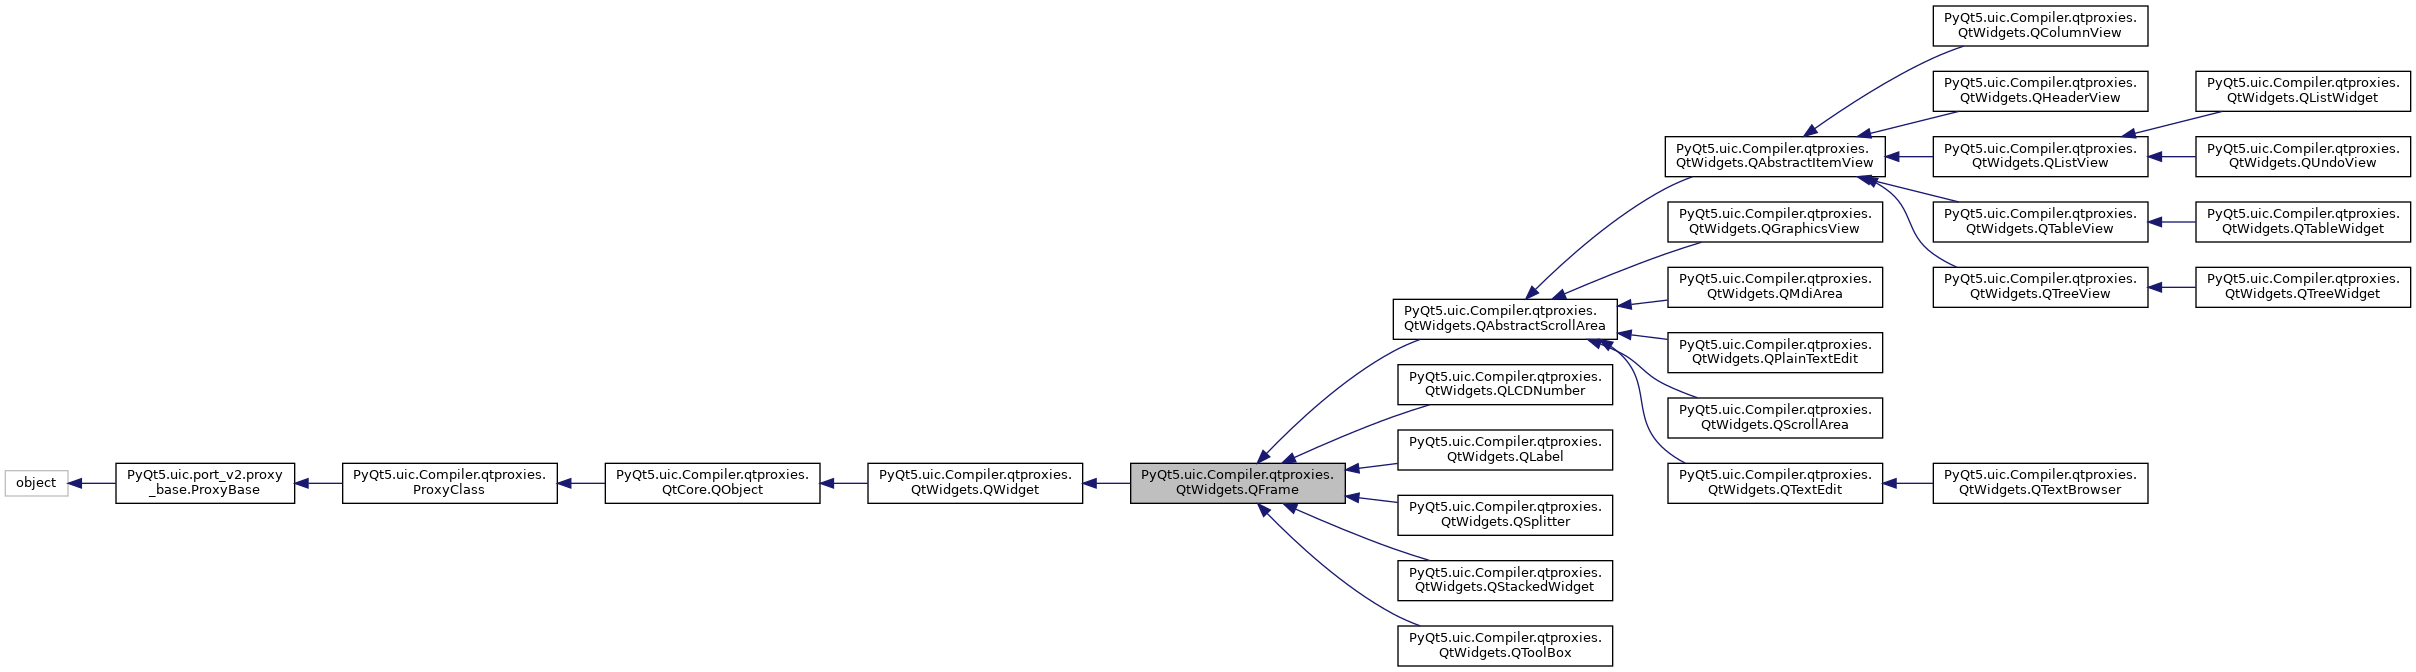 object
PyQt5.uic.port_v2.proxy
_base.ProxyBase
PyQt5.uic.Compiler.qtproxies.
ProxyClass
PyQt5.uic.Compiler.qtproxies.
QtCore.QObject
PyQt5.uic.Compiler.qtproxies.
QtWidgets.QWidget
PyQt5.uic.Compiler.qtproxies.
QtWidgets.QFrame
PyQt5.uic.Compiler.qtproxies.
QtWidgets.QAbstractScrollArea
PyQt5.uic.Compiler.qtproxies.
QtWidgets.QLCDNumber
PyQt5.uic.Compiler.qtproxies.
QtWidgets.QLabel
PyQt5.uic.Compiler.qtproxies.
QtWidgets.QSplitter
PyQt5.uic.Compiler.qtproxies.
QtWidgets.QStackedWidget
PyQt5.uic.Compiler.qtproxies.
QtWidgets.QToolBox
PyQt5.uic.Compiler.qtproxies.
QtWidgets.QAbstractItemView
PyQt5.uic.Compiler.qtproxies.
QtWidgets.QGraphicsView
PyQt5.uic.Compiler.qtproxies.
QtWidgets.QMdiArea
PyQt5.uic.Compiler.qtproxies.
QtWidgets.QPlainTextEdit
PyQt5.uic.Compiler.qtproxies.
QtWidgets.QScrollArea
PyQt5.uic.Compiler.qtproxies.
QtWidgets.QTextEdit
PyQt5.uic.Compiler.qtproxies.
QtWidgets.QColumnView
PyQt5.uic.Compiler.qtproxies.
QtWidgets.QHeaderView
PyQt5.uic.Compiler.qtproxies.
QtWidgets.QListView
PyQt5.uic.Compiler.qtproxies.
QtWidgets.QTableView
PyQt5.uic.Compiler.qtproxies.
QtWidgets.QTreeView
PyQt5.uic.Compiler.qtproxies.
QtWidgets.QTextBrowser
PyQt5.uic.Compiler.qtproxies.
QtWidgets.QListWidget
PyQt5.uic.Compiler.qtproxies.
QtWidgets.QUndoView
PyQt5.uic.Compiler.qtproxies.
QtWidgets.QTableWidget
PyQt5.uic.Compiler.qtproxies.
QtWidgets.QTreeWidget